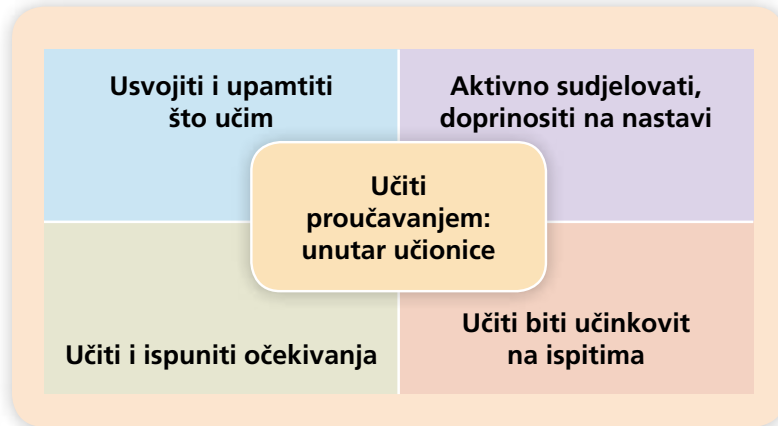 Usvojiti i upamtiti
što učim
Aktivno sudjelovati,
doprinositi na nastavi
Učiti
proučavanjem:
unutar učionice
Učiti i ispuniti očekivanja
Učiti biti učinkovit
na ispitima